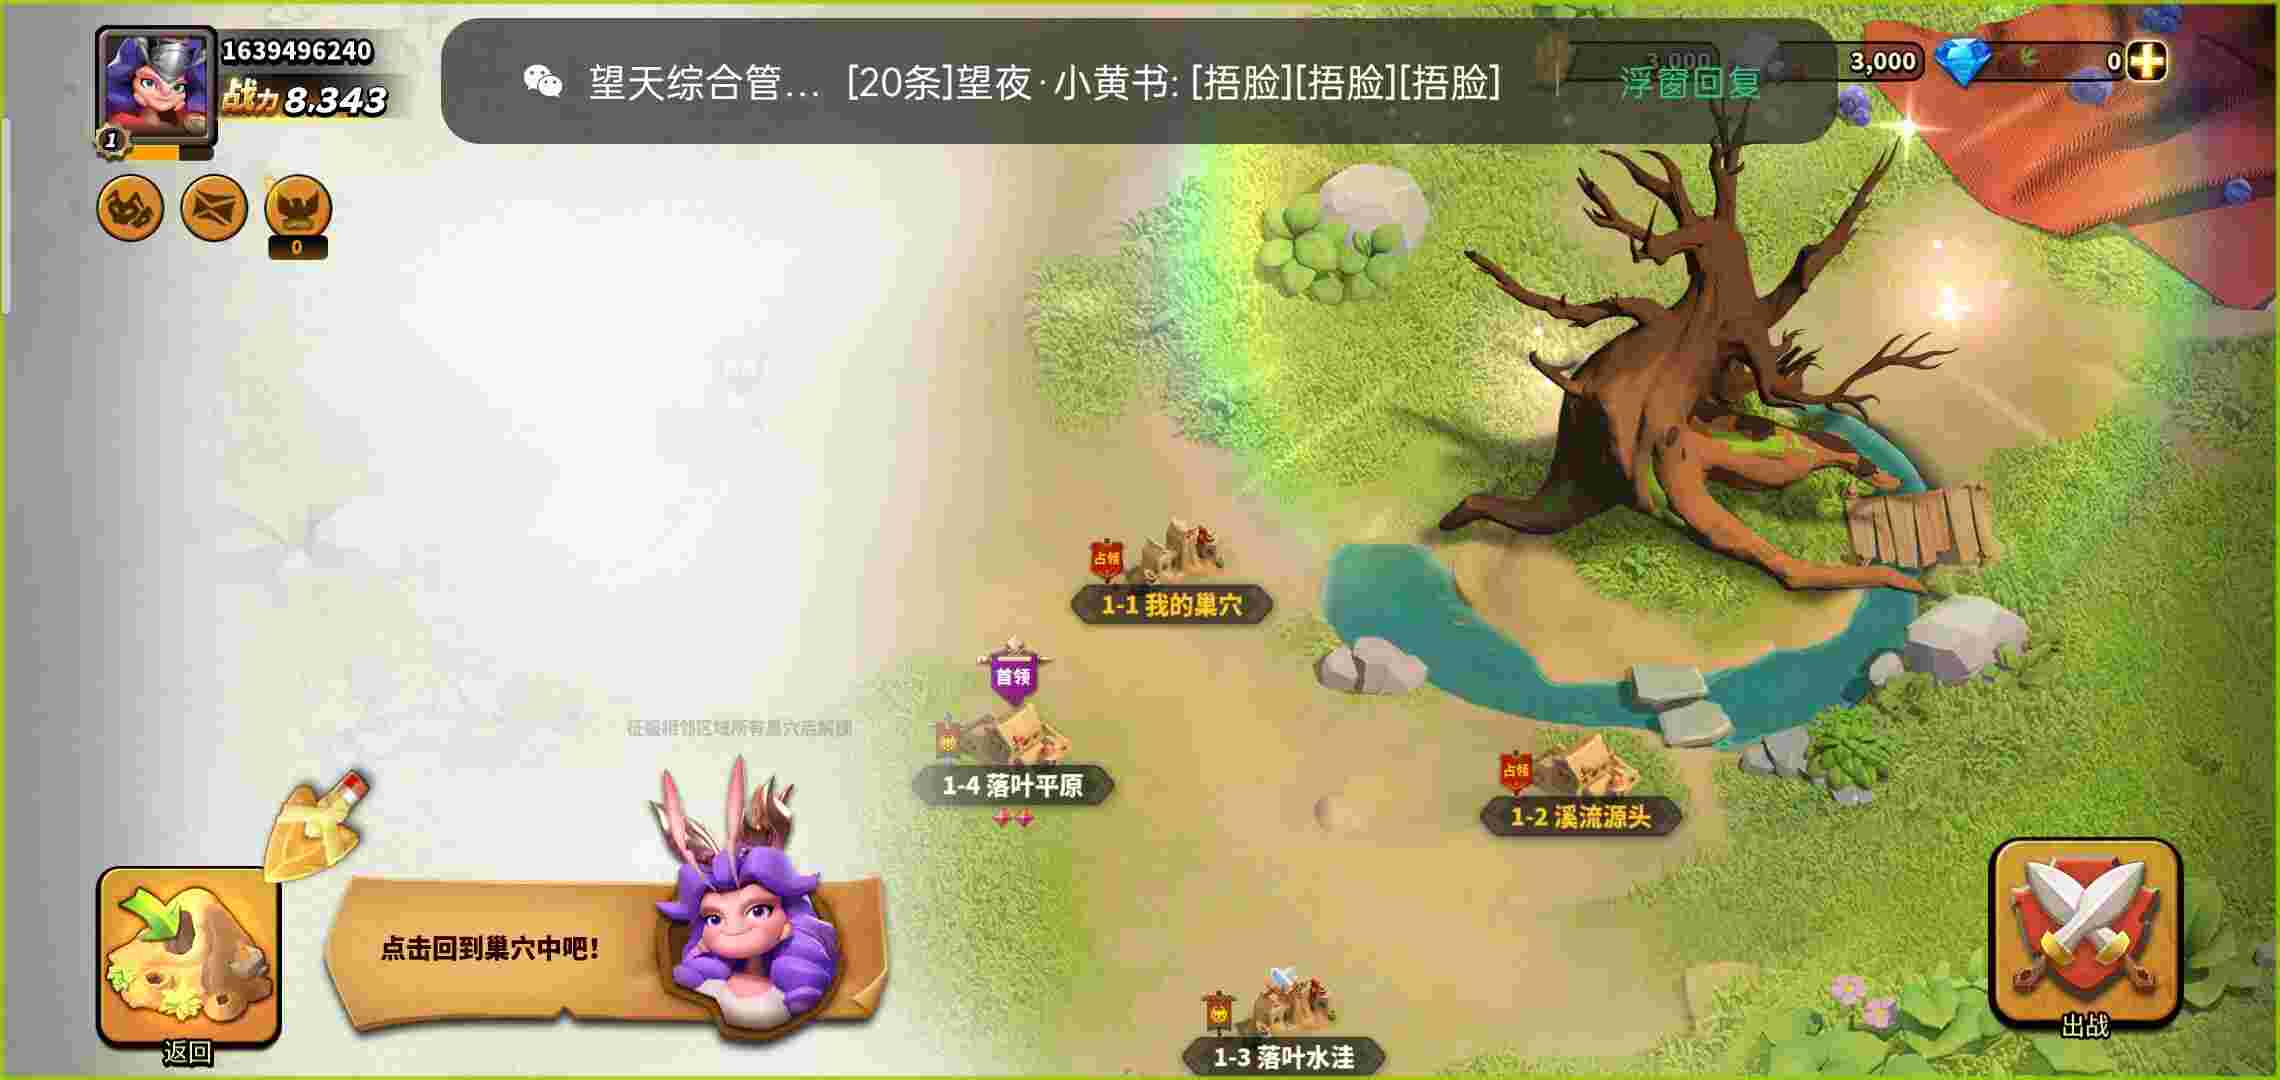 1639496240
战力 8,343
1
0
望天综合管… [20条]望夜·小黄书: [捂脸][捂脸][捂脸]
浮窗回复
3,000
3,000
0
占领
1-1 我的巢穴
首领
1-4 落叶平原
占领
1-2 溪流源头
点击回到巢穴中吧!
返回
1-3 落叶水洼
出战